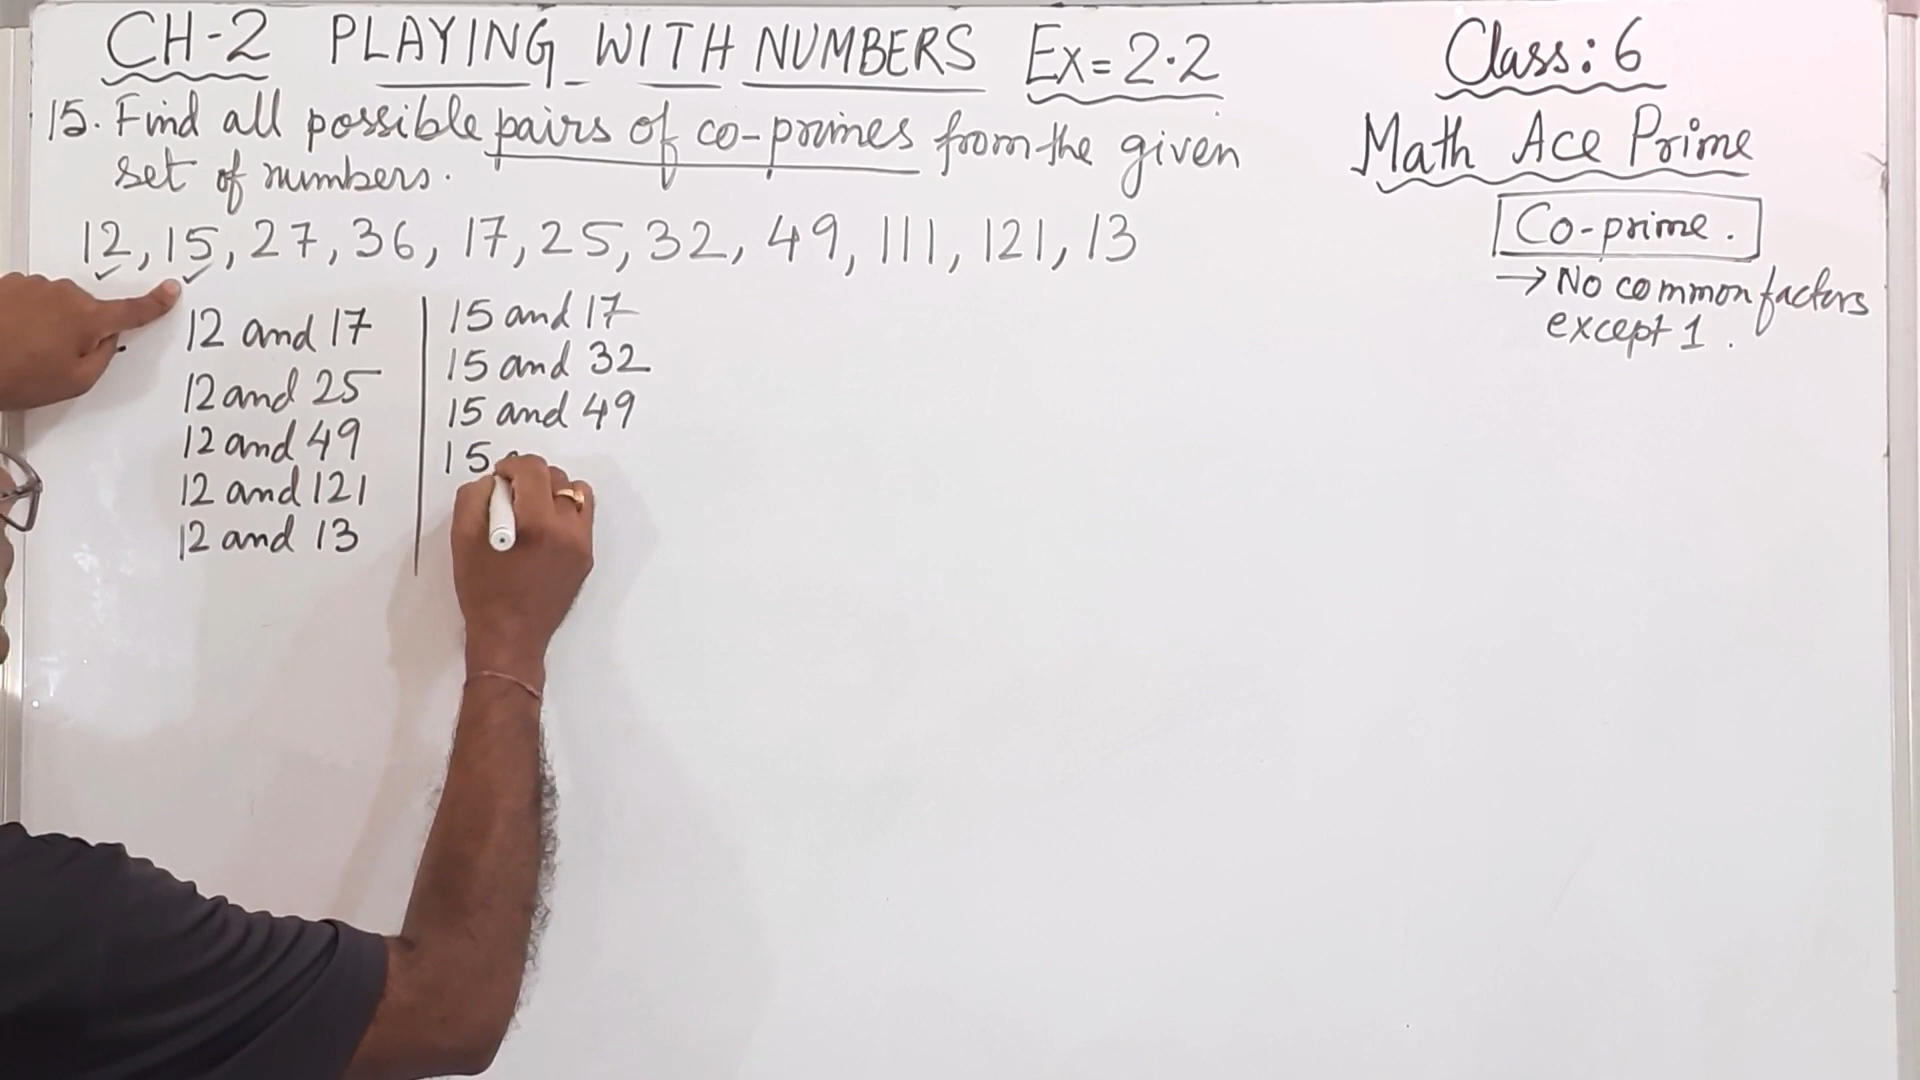 CH-2 PLAYING WITH NUMBERS Ex=2.2
15. Find all possible pairs of co-primes from the given
set of numbers.
12, 15, 27, 36, 17, 25, 32, 49, 111, 121, 13
12 and 17
12 and 25
12 and 49
12 and 121
12 and 13
15 and 17
15 and 32
15 and 49
15
Class: 6
Math Ace Prime
Co-prime.
→ No common factors
except 1.